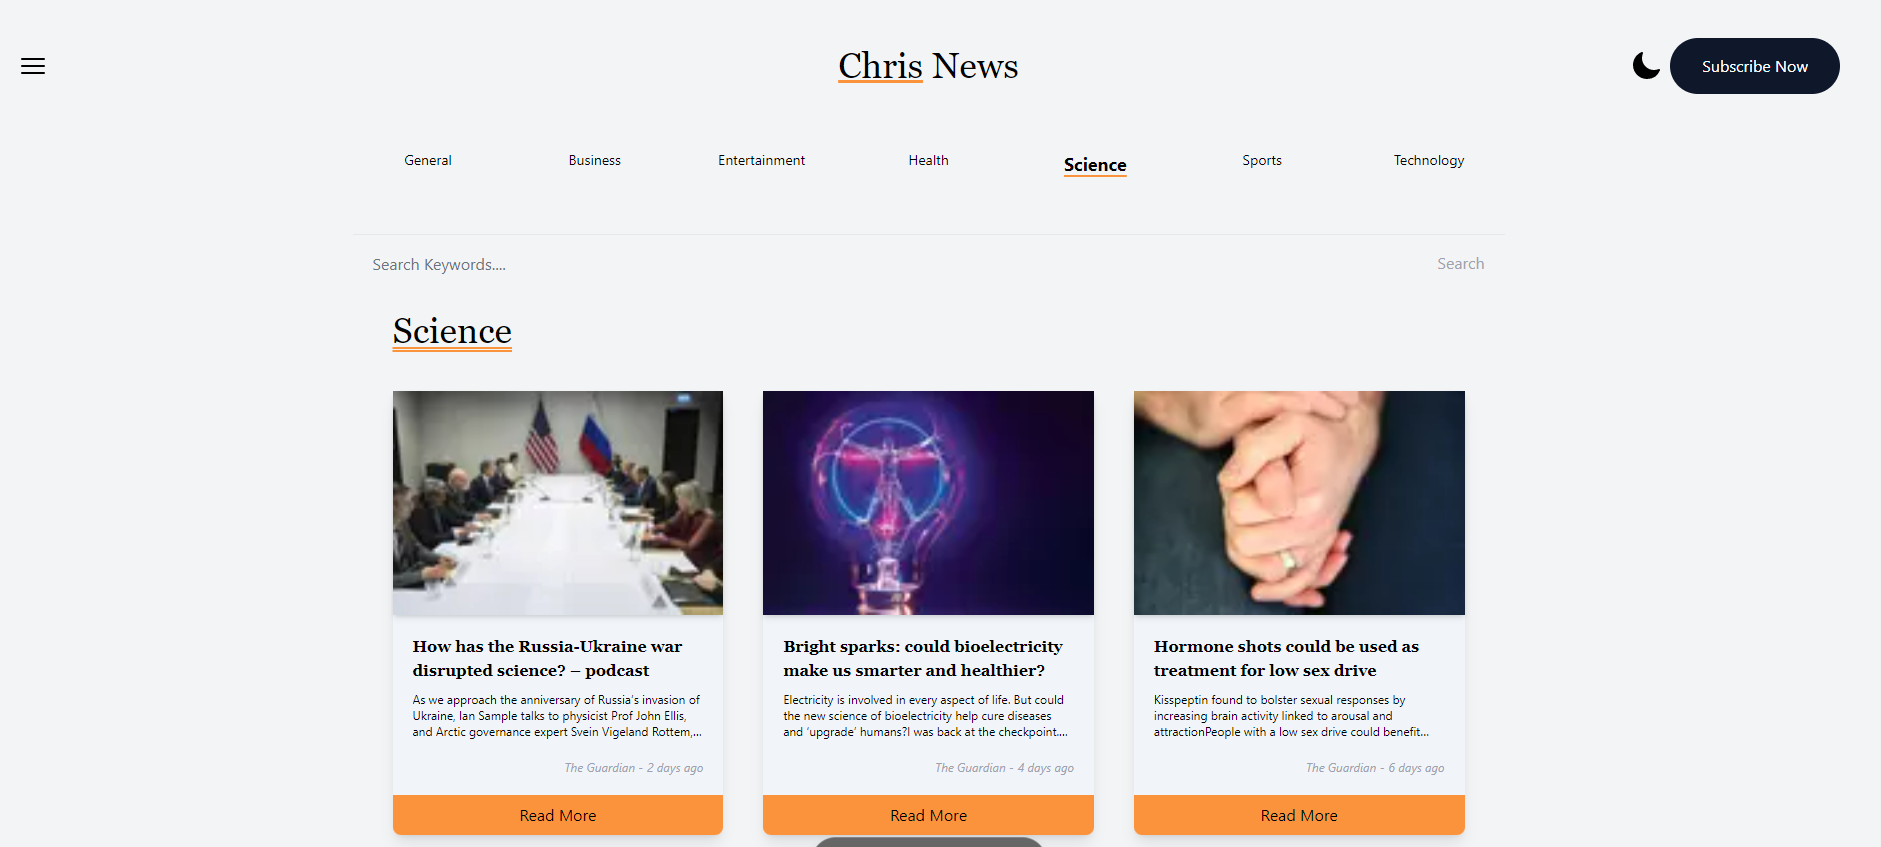 Chris News
Subscribe Now
General
Business
Entertainment
Health
Science
Sports
Technology
Search Keywords....
Search
Science
How has the Russia-Ukraine war
disrupted science? – podcast
As we approach the anniversary of Russia's invasion of
Ukraine, Ian Sample talks to physicist Prof John Ellis,
and Arctic governance expert Svein Vigeland Rottem,...
The Guardian - 2 days ago
Read More
Bright sparks: could bioelectricity
make us smarter and healthier?
Electricity is involved in every aspect of life. But could
the new science of bioelectricity help cure diseases
and ‘upgrade’ humans?I was back at the checkpoint....
The Guardian - 4 days ago
Read More
Hormone shots could be used as
treatment for low sex drive
Kisspeptin found to bolster sexual responses by
increasing brain activity linked to arousal and
attractionPeople with a low sex drive could benefit...
The Guardian - 6 days ago
Read More